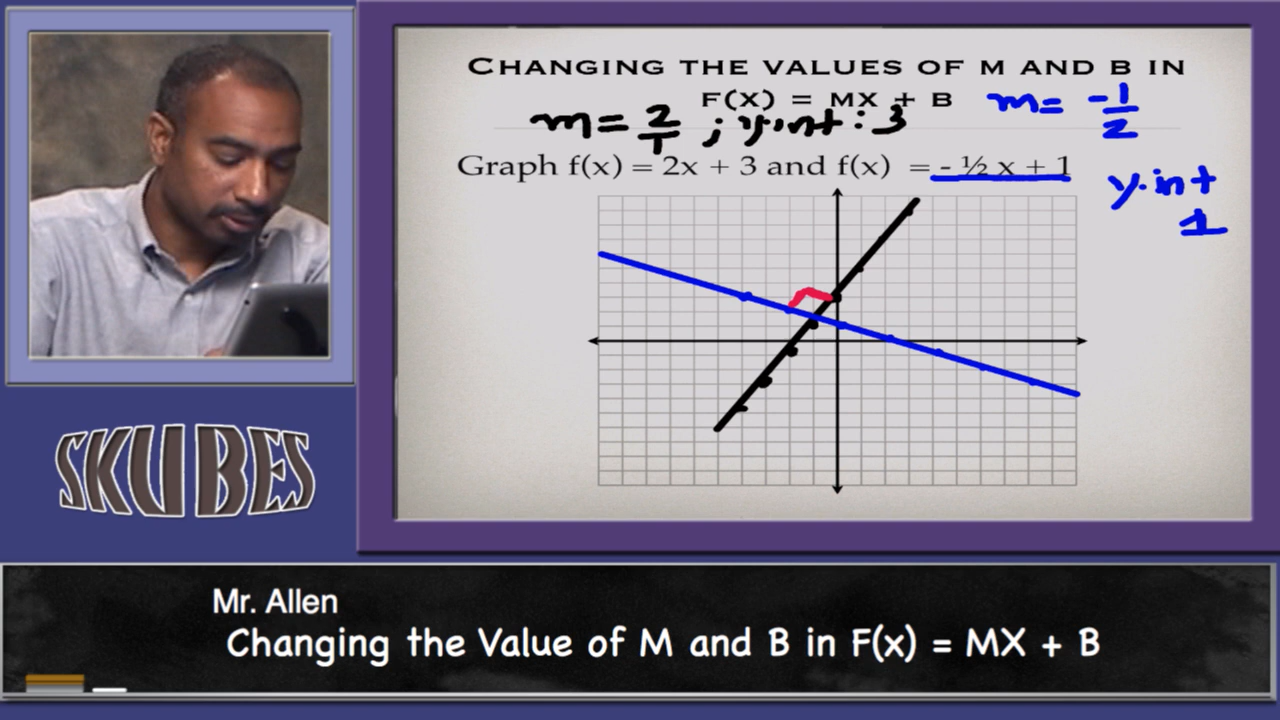 CHANGING THE VALUES OF M AND B IN
F(X) = MX + B
m = -1/2
m = 2/1 ; y.int : 3
Graph f(x) = 2x + 3 and f(x) = - ½ x + 1
y.int
1
SKUBES
Mr. Allen
Changing the Value of M and B in F(x) = MX + B